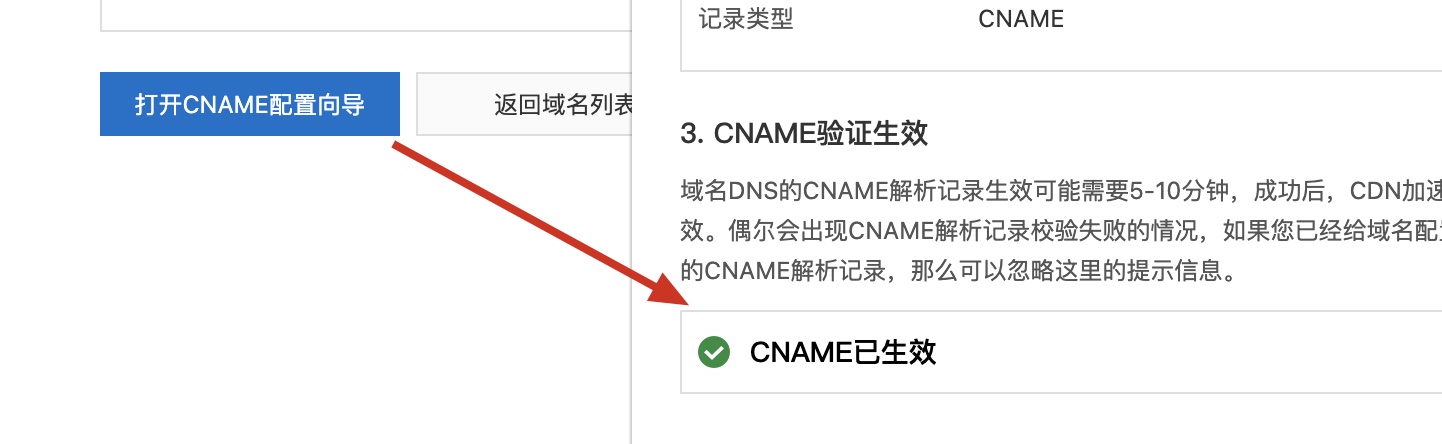 记录类型 CNAME
打开CNAME配置向导
返回域名列表
3. CNAME验证生效
域名DNS的CNAME解析记录生效可能需要5-10分钟，成功后，CDN加速
效。偶尔会出现CNAME解析记录校验失败的情况，如果您已经给域名配置
的CNAME解析记录，那么可以忽略这里的提示信息。
CNAME已生效